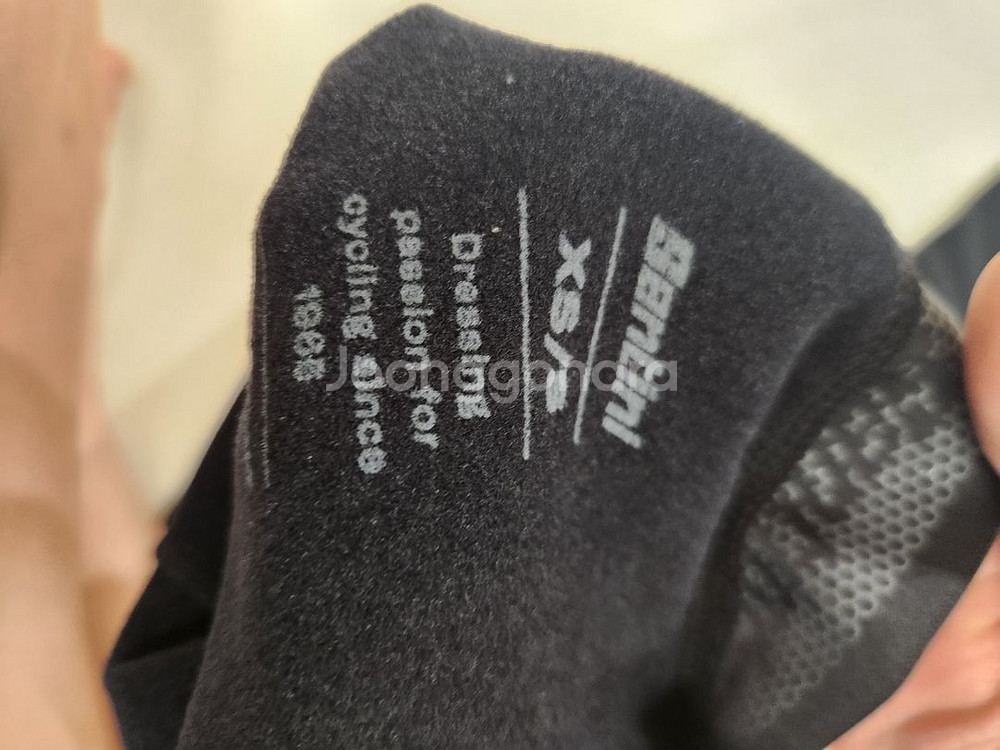 Santini
XS/S
Dressing
passion for
cycling since
1965
Joonggonara